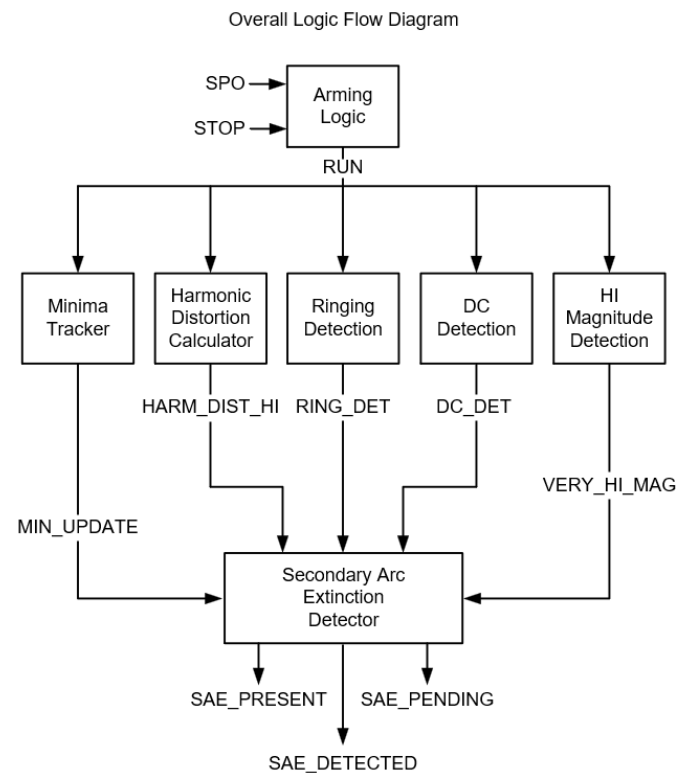 Overall Logic Flow Diagram
SPO
STOP
Arming
Logic
RUN
Minima
Tracker
Harmonic
Distortion
Calculator
Ringing
Detection
DC
Detection
HI
Magnitude
Detection
HARM_DIST_HI
RING_DET
DC_DET
VERY_HI_MAG
MIN_UPDATE
Secondary Arc
Extinction
Detector
SAE_PRESENT
SAE_PENDING
SAE_DETECTED